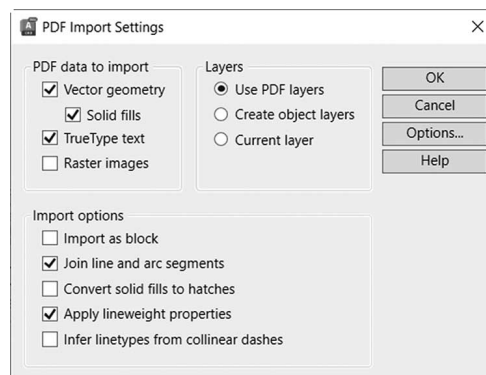 PDF Import Settings
PDF data to import
Vector geometry
Solid fills
TrueType text
Raster images
Layers
Use PDF layers
Create object layers
Current layer
OK
Cancel
Options...
Help
Import options
Import as block
Join line and arc segments
Convert solid fills to hatches
Apply lineweight properties
Infer linetypes from collinear dashes